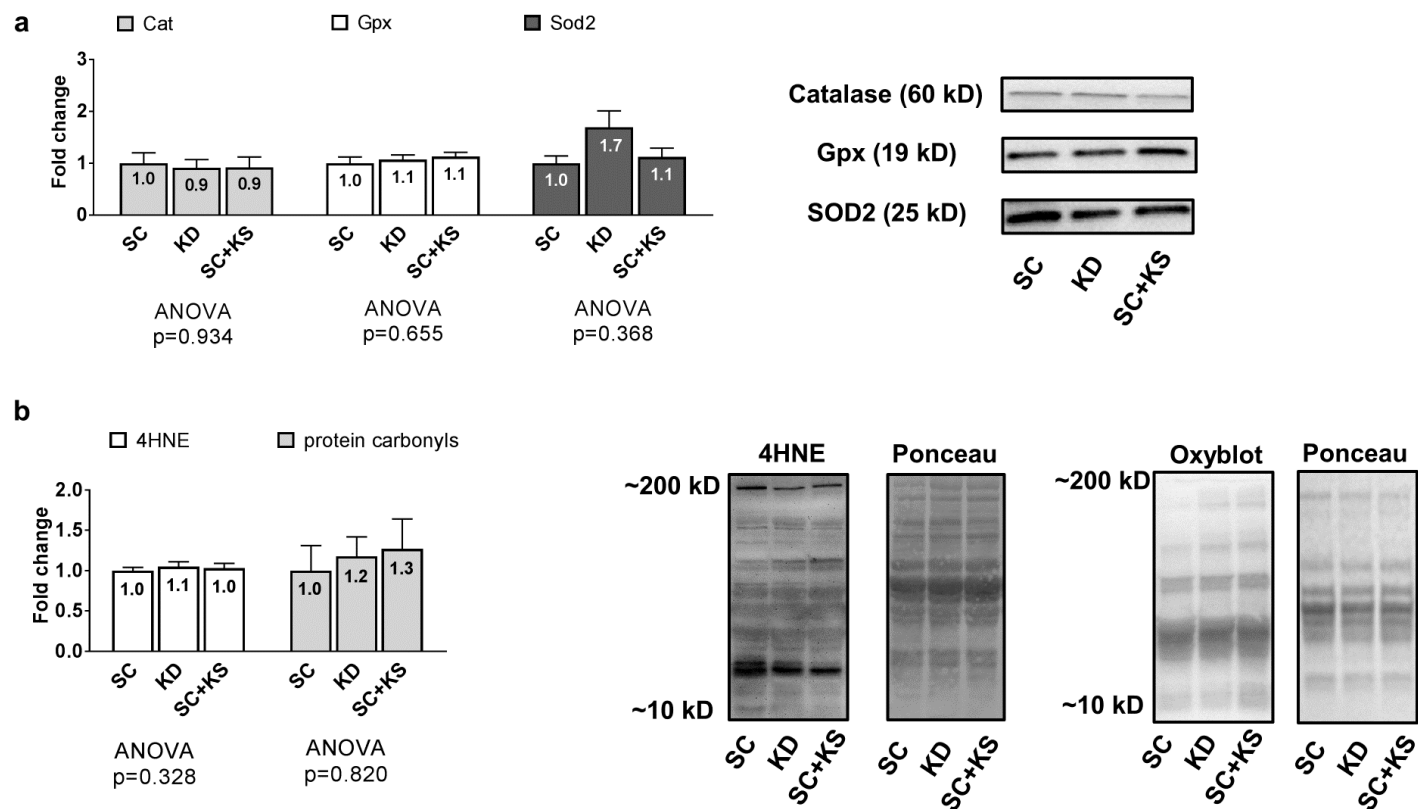 a
Cat
Gpx
Sod2
Fold change
3
2
1
0
1.0
0.9
0.9
1.0
1.1
1.1
1.0
1.7
1.1
SC
KD
SC+KS
SC
KD
SC+KS
SC
KD
SC+KS
ANOVA
p=0.934
ANOVA
p=0.655
ANOVA
p=0.368
Catalase (60 kD)
Gpx (19 kD)
SOD2 (25 kD)
SC
KD
SC+KS
b
4HNE
protein carbonyls
Fold change
2.0
1.5
1.0
0.5
0.0
1.0
1.1
1.0
1.0
1.2
1.3
SC
KD
SC+KS
SC
KD
SC+KS
ANOVA
p=0.328
ANOVA
p=0.820
4HNE
Ponceau
~200 kD
~10 kD
SC
KD
SC+KS
SC
KD
SC+KS
Oxyblot
Ponceau
~200 kD
~10 kD
SC
KD
SC+KS
SC
KD
SC+KS